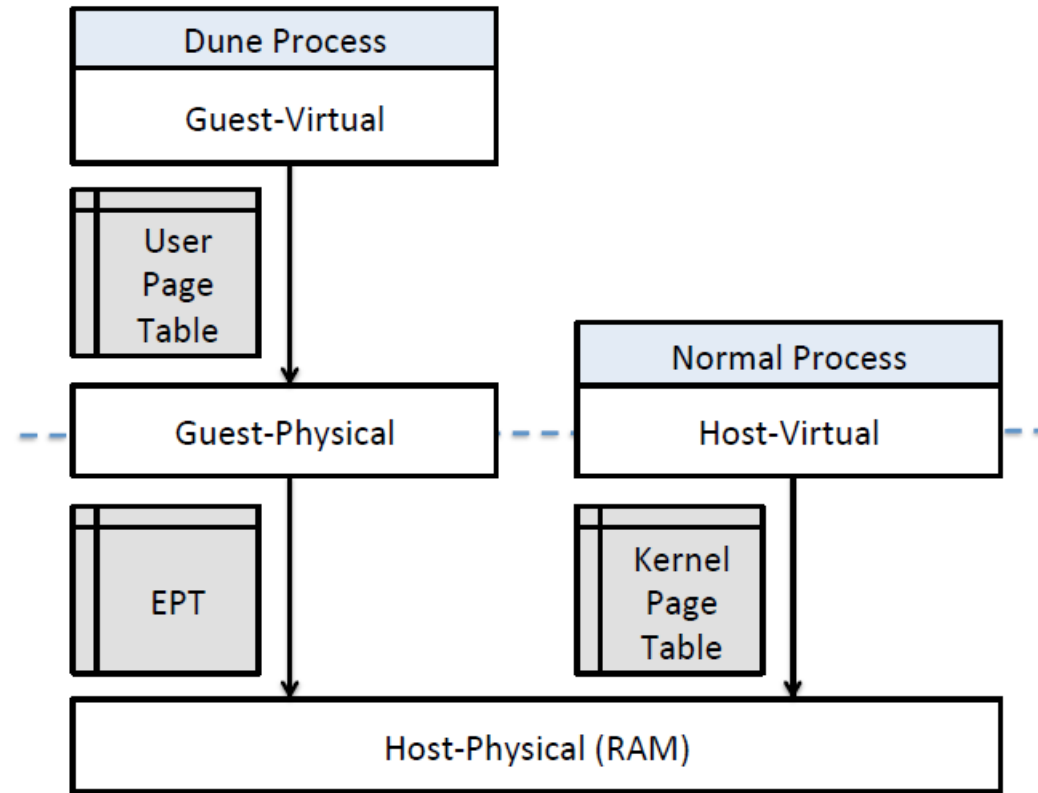 Dune Process
Guest-Virtual
User
Page
Table
Normal Process
Guest-Physical
Host-Virtual
EPT
Kernel
Page
Table
Host-Physical (RAM)